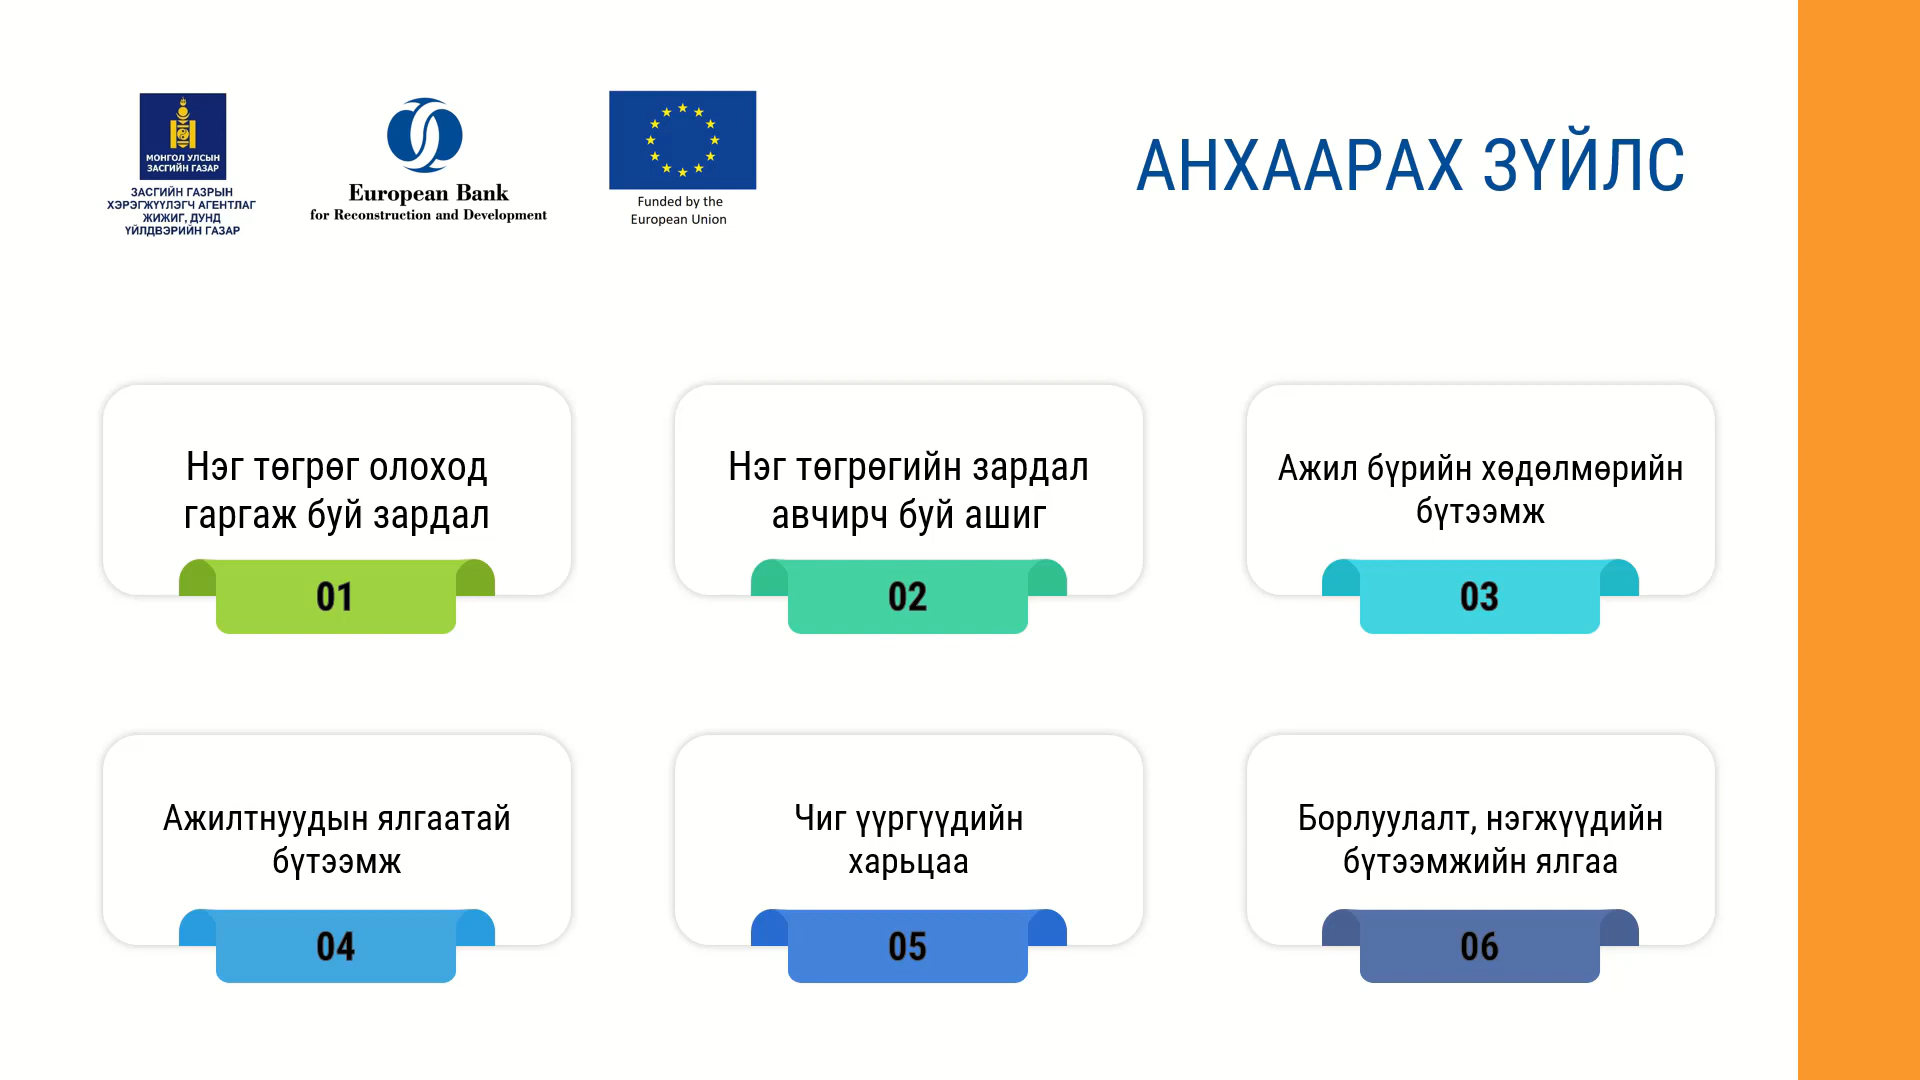 МОНГОЛ УЛСЫН
ЗАСГИЙН ГАЗАР
ЗАСГИЙН ГАЗРЫН
ХЭРЭГЖҮҮЛЭГЧ АГЕНТЛАГ
ЖИЖИГ, ДУНД
ҮЙЛДВЭРИЙН ГАЗАР
European Bank
for Reconstruction and Development
Funded by the
European Union
АНХААРАХ ЗҮЙЛС
Нэг төгрөг олоход
гаргаж буй зардал
01
Нэг төгрөгийн зардал
авчирч буй ашиг
02
Ажил бүрийн хөдөлмөрийн
бүтээмж
03
Ажилтнуудын ялгаатай
бүтээмж
04
Чиг үүргүүдийн
харьцаа
05
Борлуулалт, нэгжүүдийн
бүтээмжийн ялгаа
06